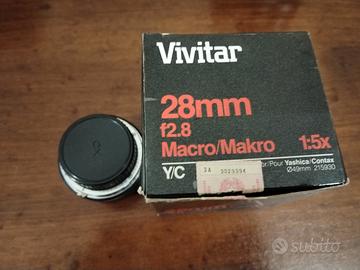 Vivitar
28mm
f2.8
Macro/Makro 1:5x
Y/C
/Pour Yashica/Contax
Ø49mm 215930
subito